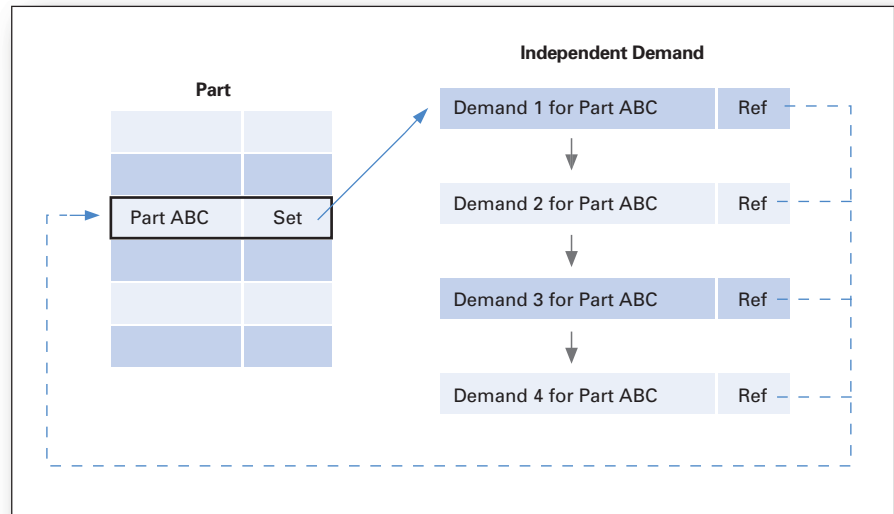 Independent Demand
Part
Demand 1 for Part ABC Ref
Demand 2 for Part ABC Ref
Part ABC Set
Demand 3 for Part ABC Ref
Demand 4 for Part ABC Ref